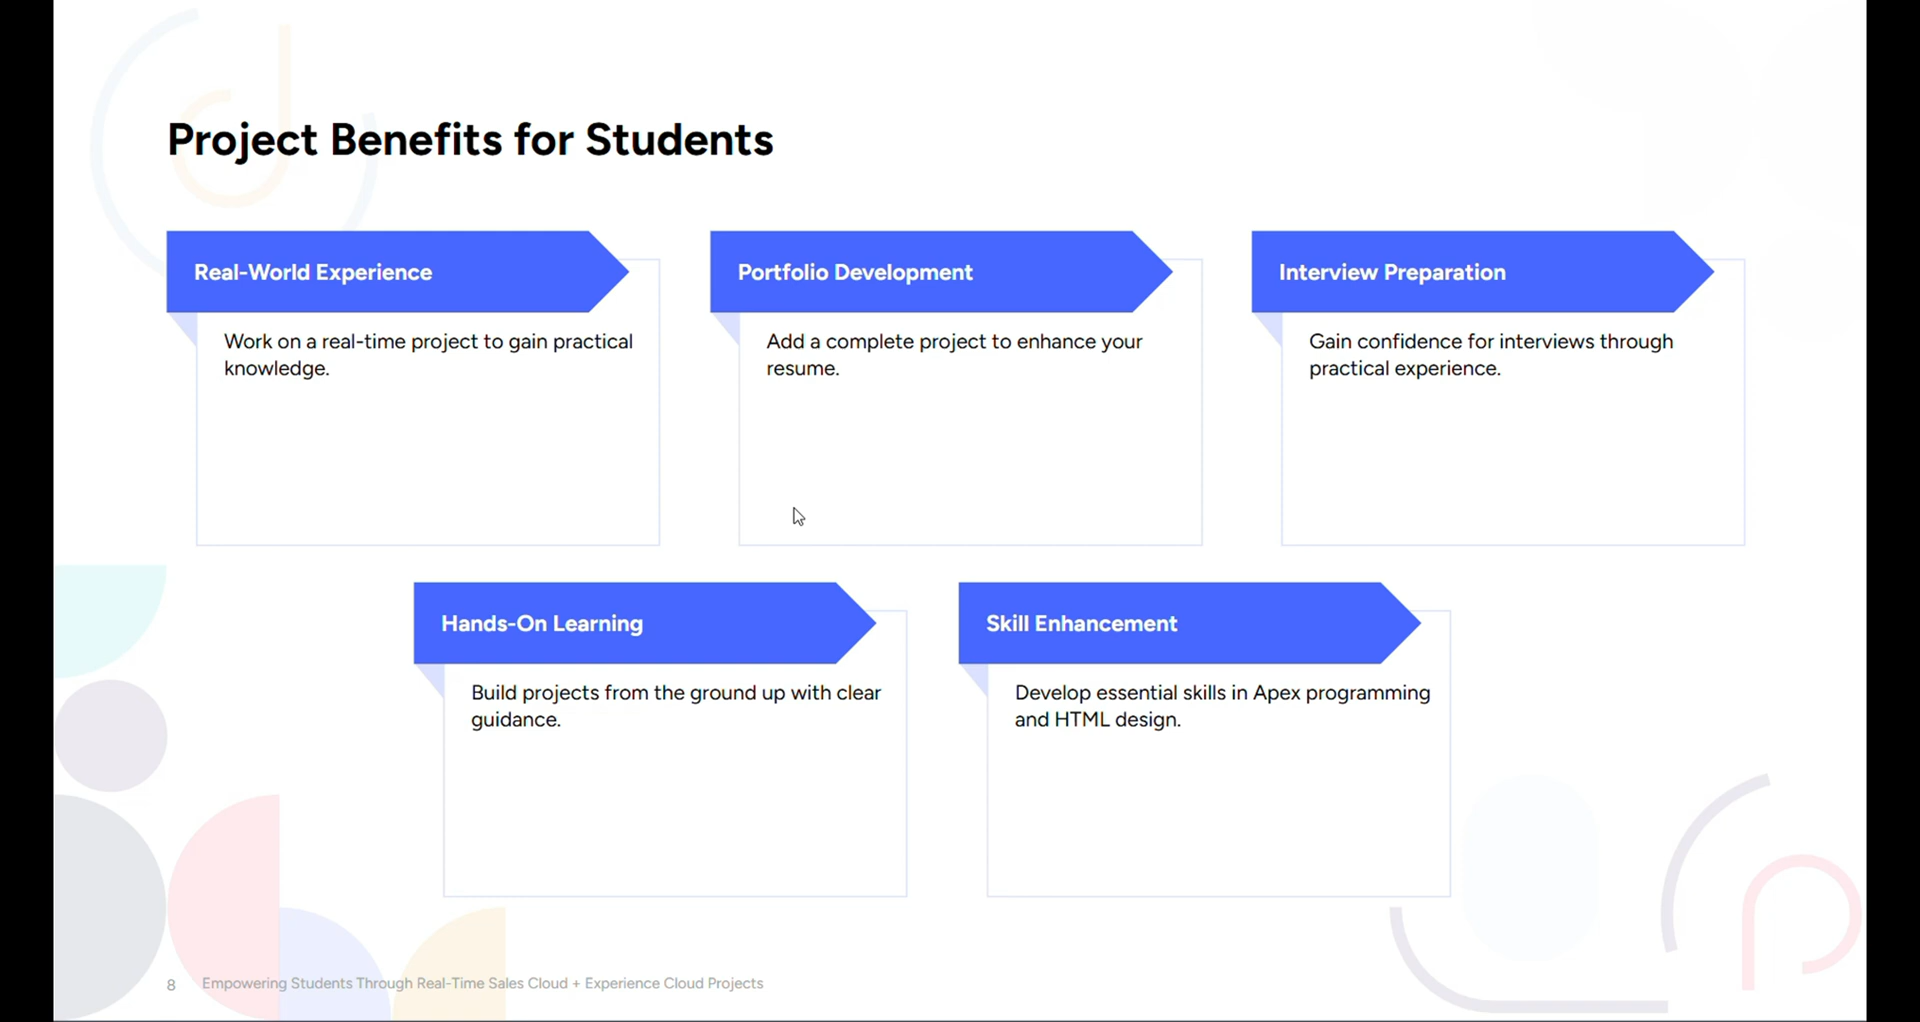 Project Benefits for Students
Real-World Experience
Work on a real-time project to gain practical
knowledge.
Portfolio Development
Add a complete project to enhance your
resume.
Interview Preparation
Gain confidence for interviews through
practical experience.
Hands-On Learning
Build projects from the ground up with clear
guidance.
Skill Enhancement
Develop essential skills in Apex programming
and HTML design.
8 Empowering Students Through Real-Time Sales Cloud + Experience Cloud Projects